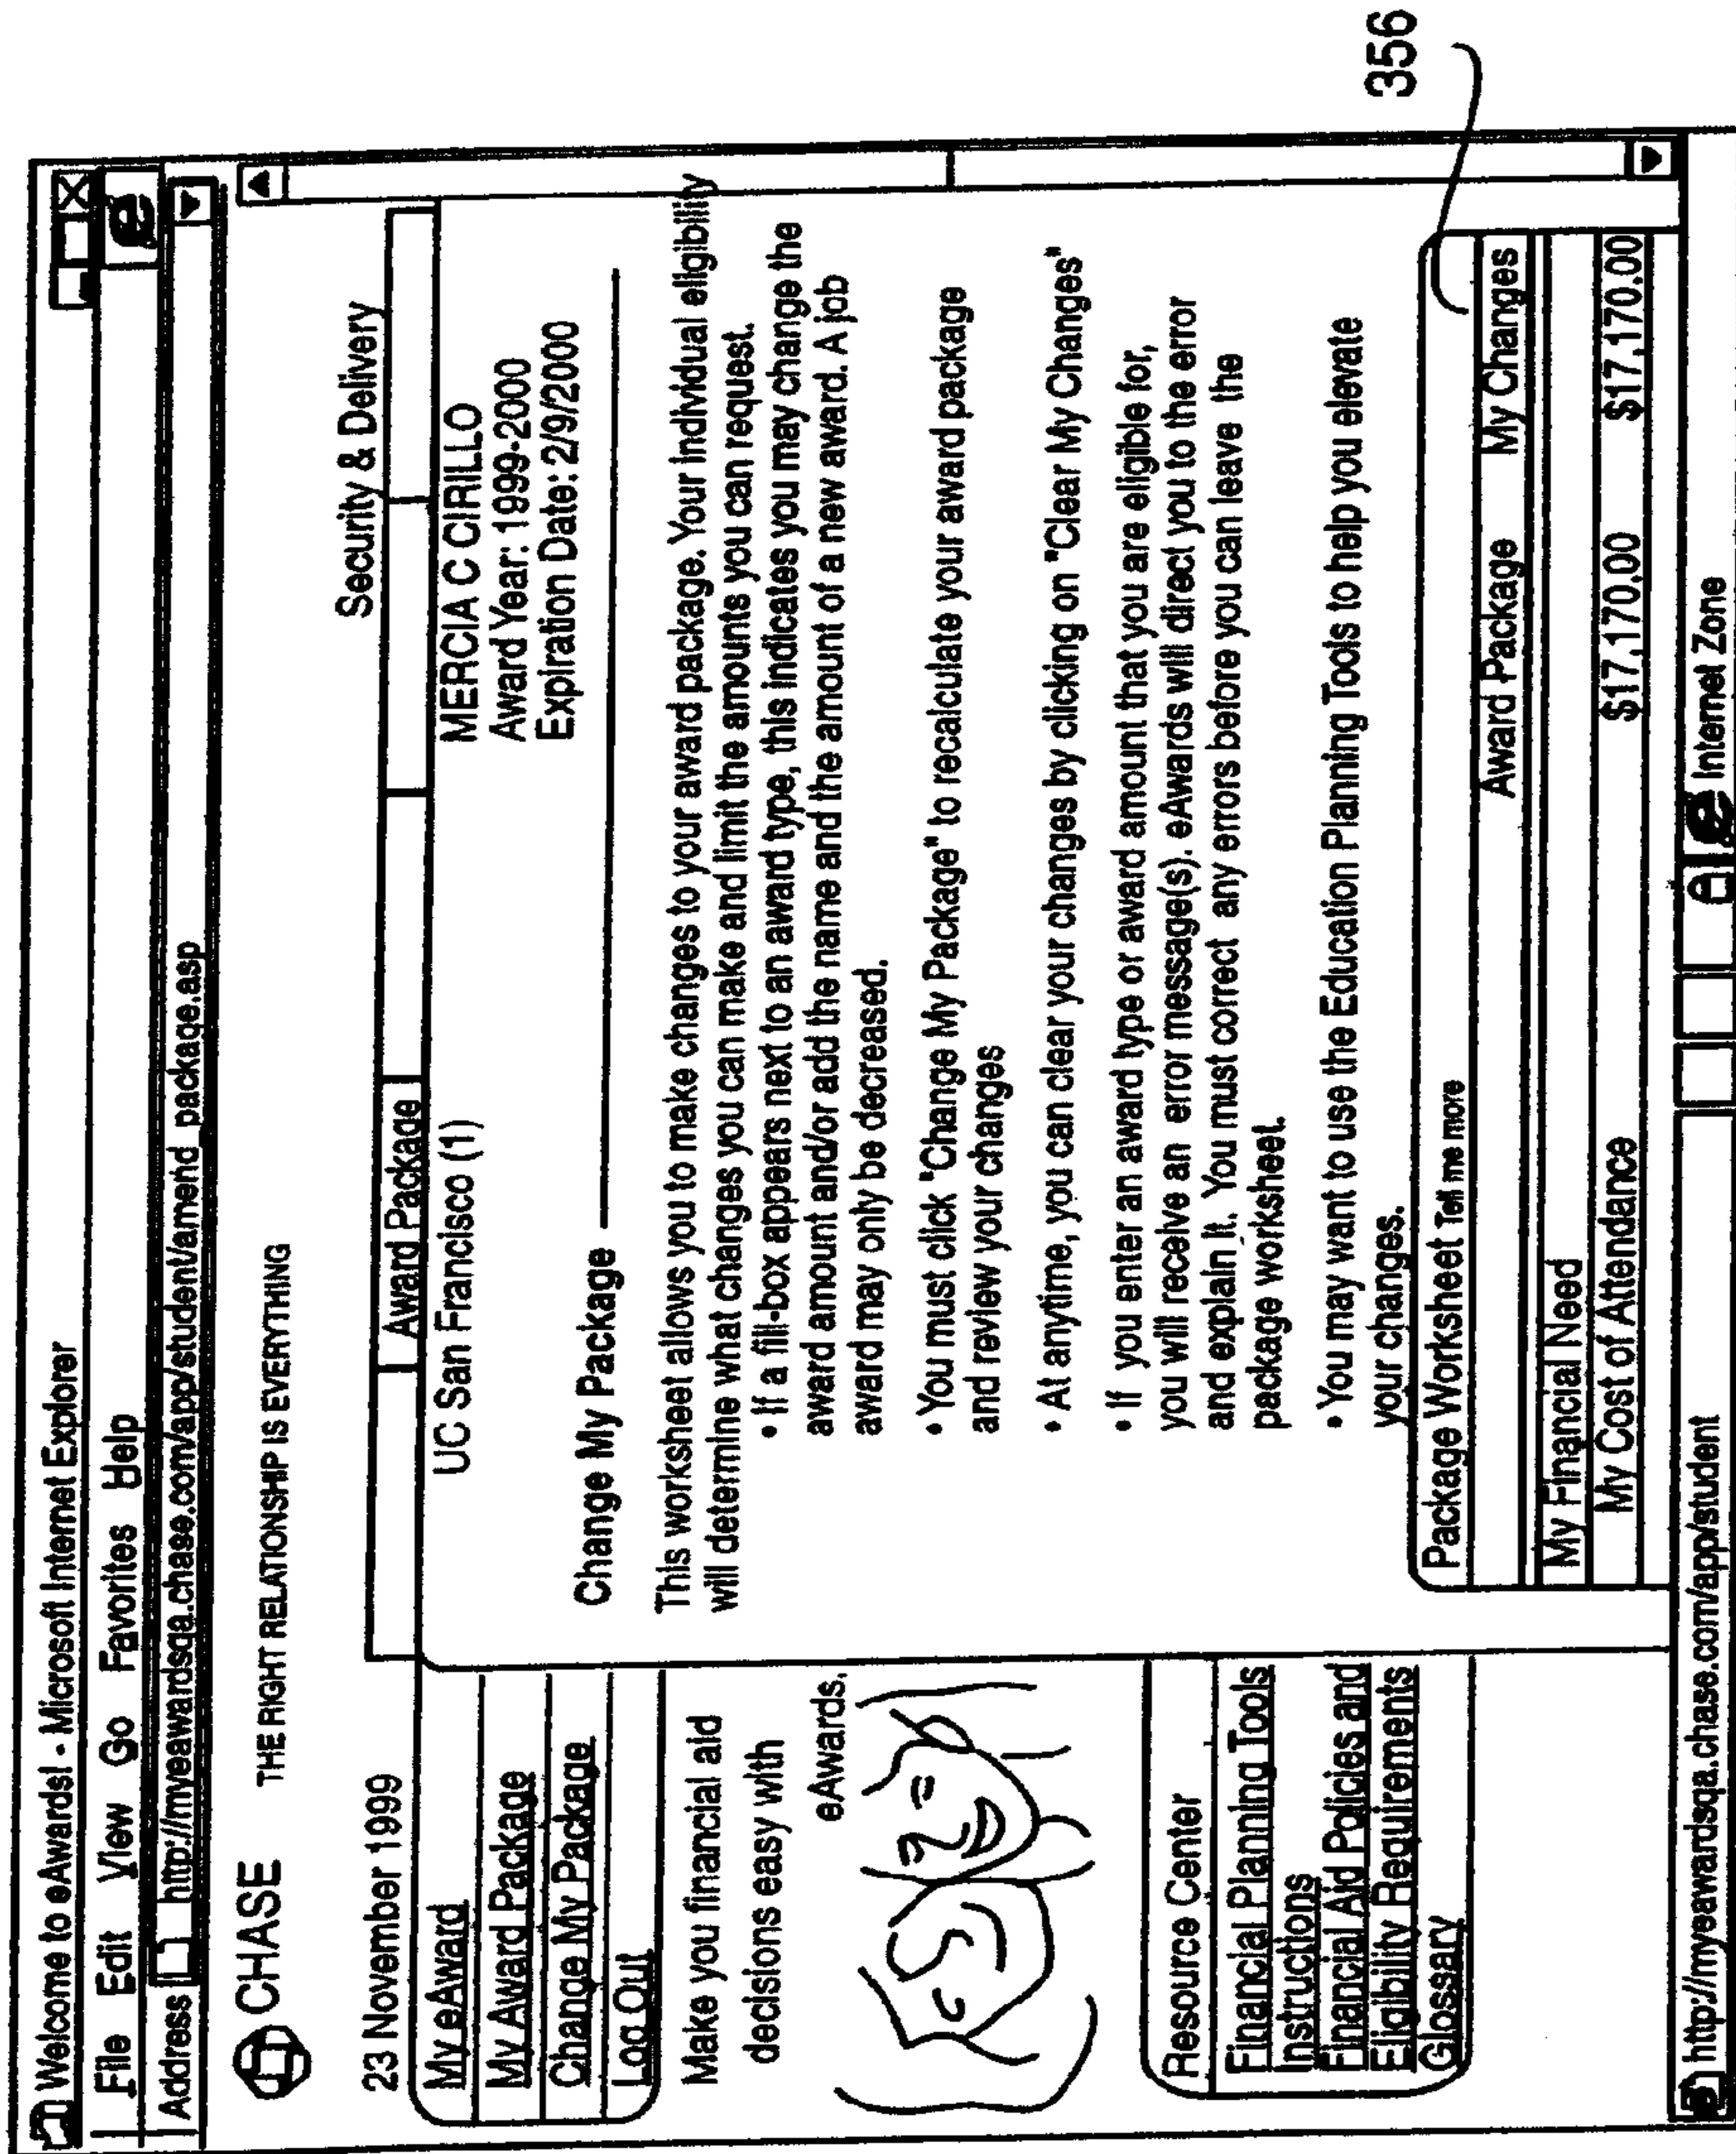 Welcome to eAwards! - Microsoft Internet Explorer
File Edit View Go Favorites Help
Address http://myeawardsqa.chase.com/app/student/amend_package.asp
CHASE THE RIGHT RELATIONSHIP IS EVERYTHING
23 November 1999
My eAward
My Award Package
Change My Package
Log Out
Make you financial aid
decisions easy with
eAwards.
Resource Center
Financial Planning Tools
Instructions
Financial Aid Policies and
Eligibility Requirements
Glossary
Security & Delivery
Award Package
UC San Francisco (1)
MERCIA C CIRILLO
Award Year: 1999-2000
Expiration Date: 2/9/2000
Change My Package
This worksheet allows you to make changes to your award package. Your individual eligibility
will determine what changes you can make and limit the amounts you can request.
• If a fill-box appears next to an award type, this indicates you may change the
award amount and/or add the name and the amount of a new award. A job
award may only be decreased.
• You must click "Change My Package" to recalculate your award package
and review your changes
• At anytime, you can clear your changes by clicking on "Clear My Changes"
• If you enter an award type or award amount that you are eligible for,
you will receive an error message(s). eAwards will direct you to the error
and explain it. You must correct any errors before you can leave the
package worksheet.
• You may want to use the Education Planning Tools to help you elevate
your changes.
356
Package Worksheet Tell me more
Award Package My Changes
My Financial Need
My Cost of Attendance $17,170.00 $17,170.00
http://myeawardsqa.chase.com/app/student
Internet Zone